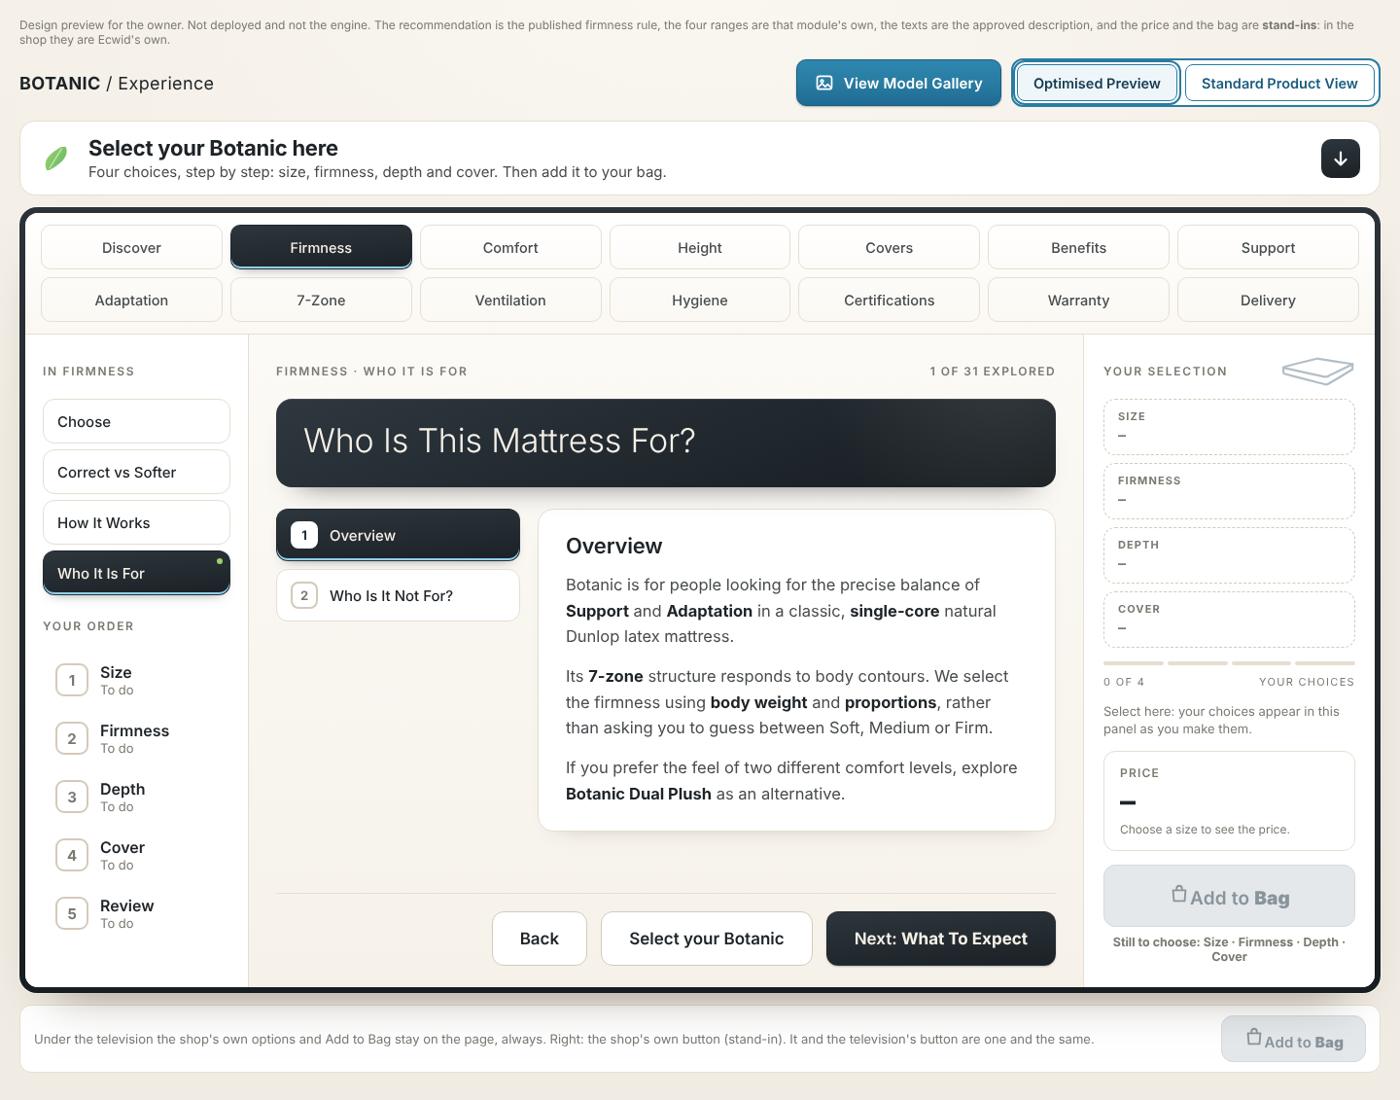 Design preview for the owner. Not deployed and not the engine. The recommendation is the published firmness rule, the four ranges are that module's own, the texts are the approved description, and the price and the bag are stand-ins: in the
shop they are Ecwid's own.
BOTANIC / Experience
View Model Gallery
Optimised Preview
Standard Product View
Select your Botanic here
Four choices, step by step: size, firmness, depth and cover. Then add it to your bag.
Discover
Firmness
Comfort
Height
Covers
Benefits
Support
Adaptation
7-Zone
Ventilation
Hygiene
Certifications
Warranty
Delivery
IN FIRMNESS
Choose
Correct vs Softer
How It Works
Who It Is For
YOUR ORDER
1 Size
To do
2 Firmness
To do
3 Depth
To do
4 Cover
To do
5 Review
To do
FIRMNESS · WHO IT IS FOR
1 OF 31 EXPLORED
Who Is This Mattress For?
1 Overview
2 Who Is It Not For?
Overview
Botanic is for people looking for the precise balance of
Support and Adaptation in a classic, single-core natural
Dunlop latex mattress.
Its 7-zone structure responds to body contours. We select
the firmness using body weight and proportions, rather
than asking you to guess between Soft, Medium or Firm.
If you prefer the feel of two different comfort levels, explore
Botanic Dual Plush as an alternative.
Back
Select your Botanic
Next: What To Expect
YOUR SELECTION
SIZE
–
FIRMNESS
–
DEPTH
–
COVER
–
0 OF 4
YOUR CHOICES
Select here: your choices appear in this
panel as you make them.
PRICE
–
Choose a size to see the price.
Add to Bag
Still to choose: Size · Firmness · Depth ·
Cover
Under the television the shop's own options and Add to Bag stay on the page, always. Right: the shop's own button (stand-in). It and the television's button are one and the same.
Add to Bag